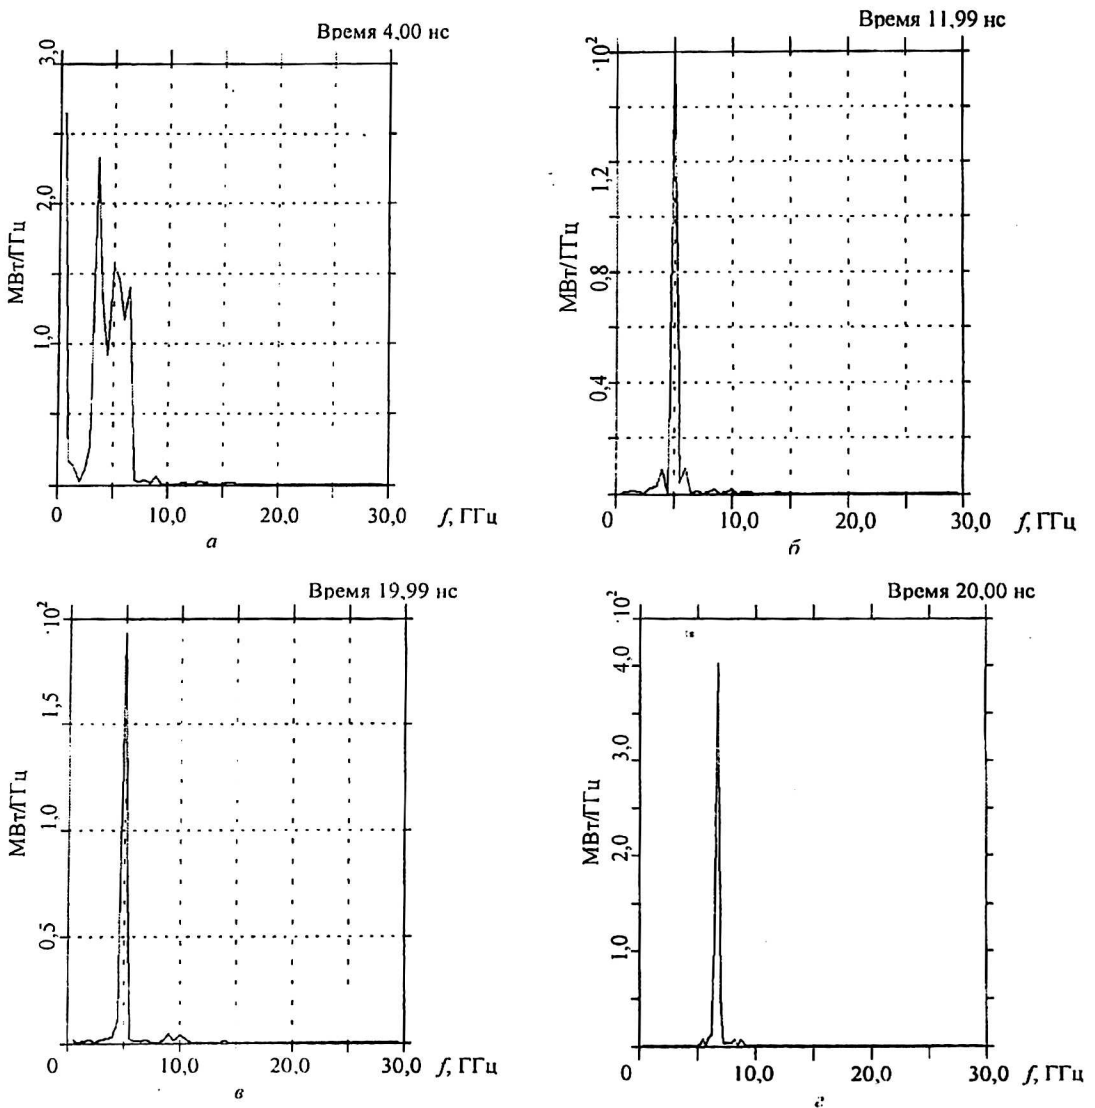 Время 4,00 нс
3,0
2,0
1,0
МВт/ГГц
0 10,0 20,0 30,0 f, ГГц
а
Время 11,99 нс
·10²
1,2
0,8
0,4
МВт/ГГц
0 10,0 20,0 30,0 f, ГГц
б
Время 19,99 нс
·10²
1,5
1,0
0,5
МВт/ГГц
0 10,0 20,0 30,0 f, ГГц
в
Время 20,00 нс
·10²
4,0
3,0
2,0
1,0
МВт/ГГц
0 10,0 20,0 30,0 f, ГГц
г